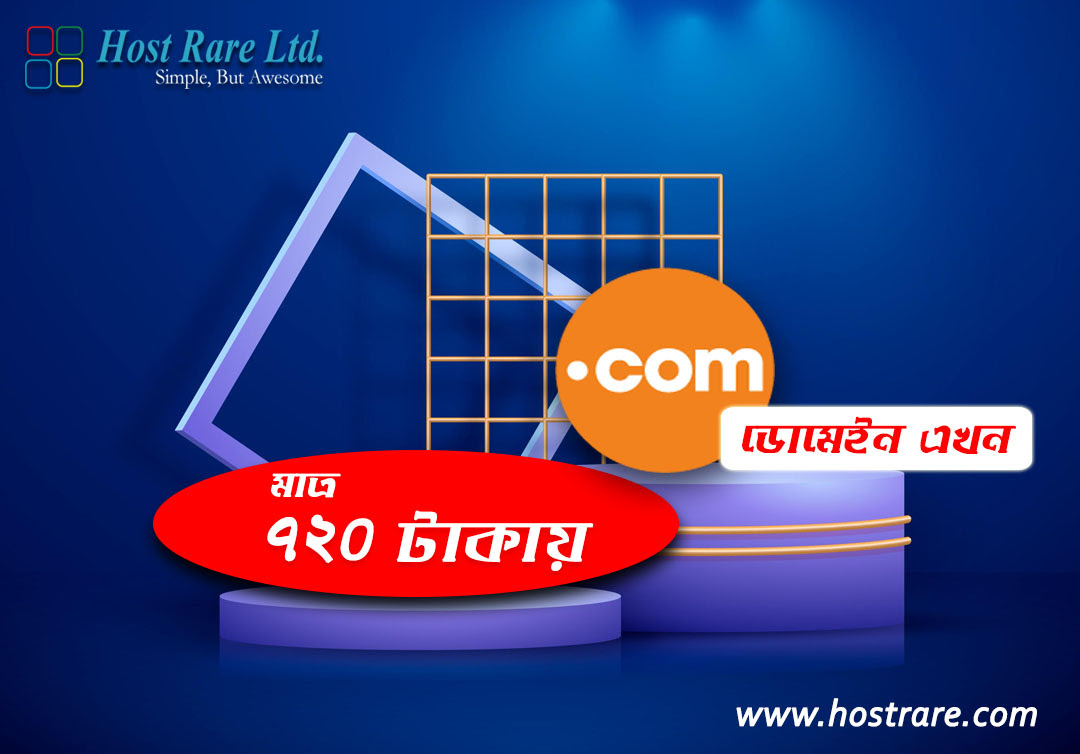 Host Rare Ltd.
Simple, But Awesome
.com
ডোমেইন এখন
মাত্র
৭২০ টাকায়
www.hostrare.com